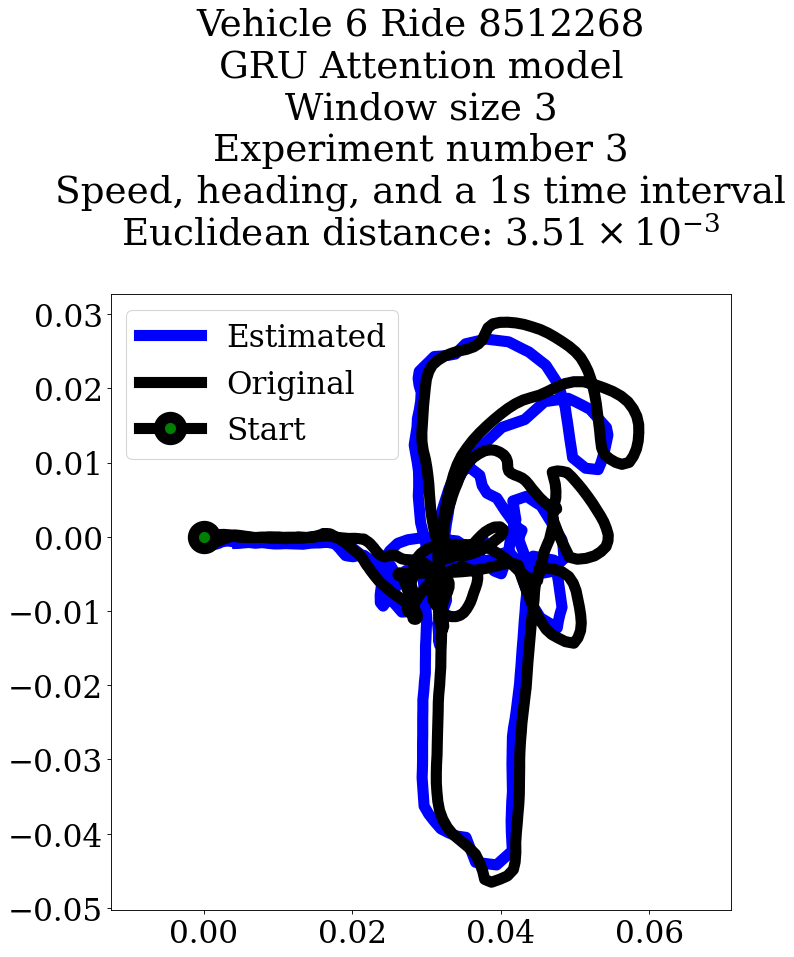 Vehicle 6 Ride 8512268
GRU Attention model
Window size 3
Experiment number 3
Speed, heading, and a 1s time interval
Euclidean distance: 3.51 × 10⁻³
Estimated
Original
Start
0.03
0.02
0.01
0.00
−0.01
−0.02
−0.03
−0.04
−0.05
0.00 0.02 0.04 0.06